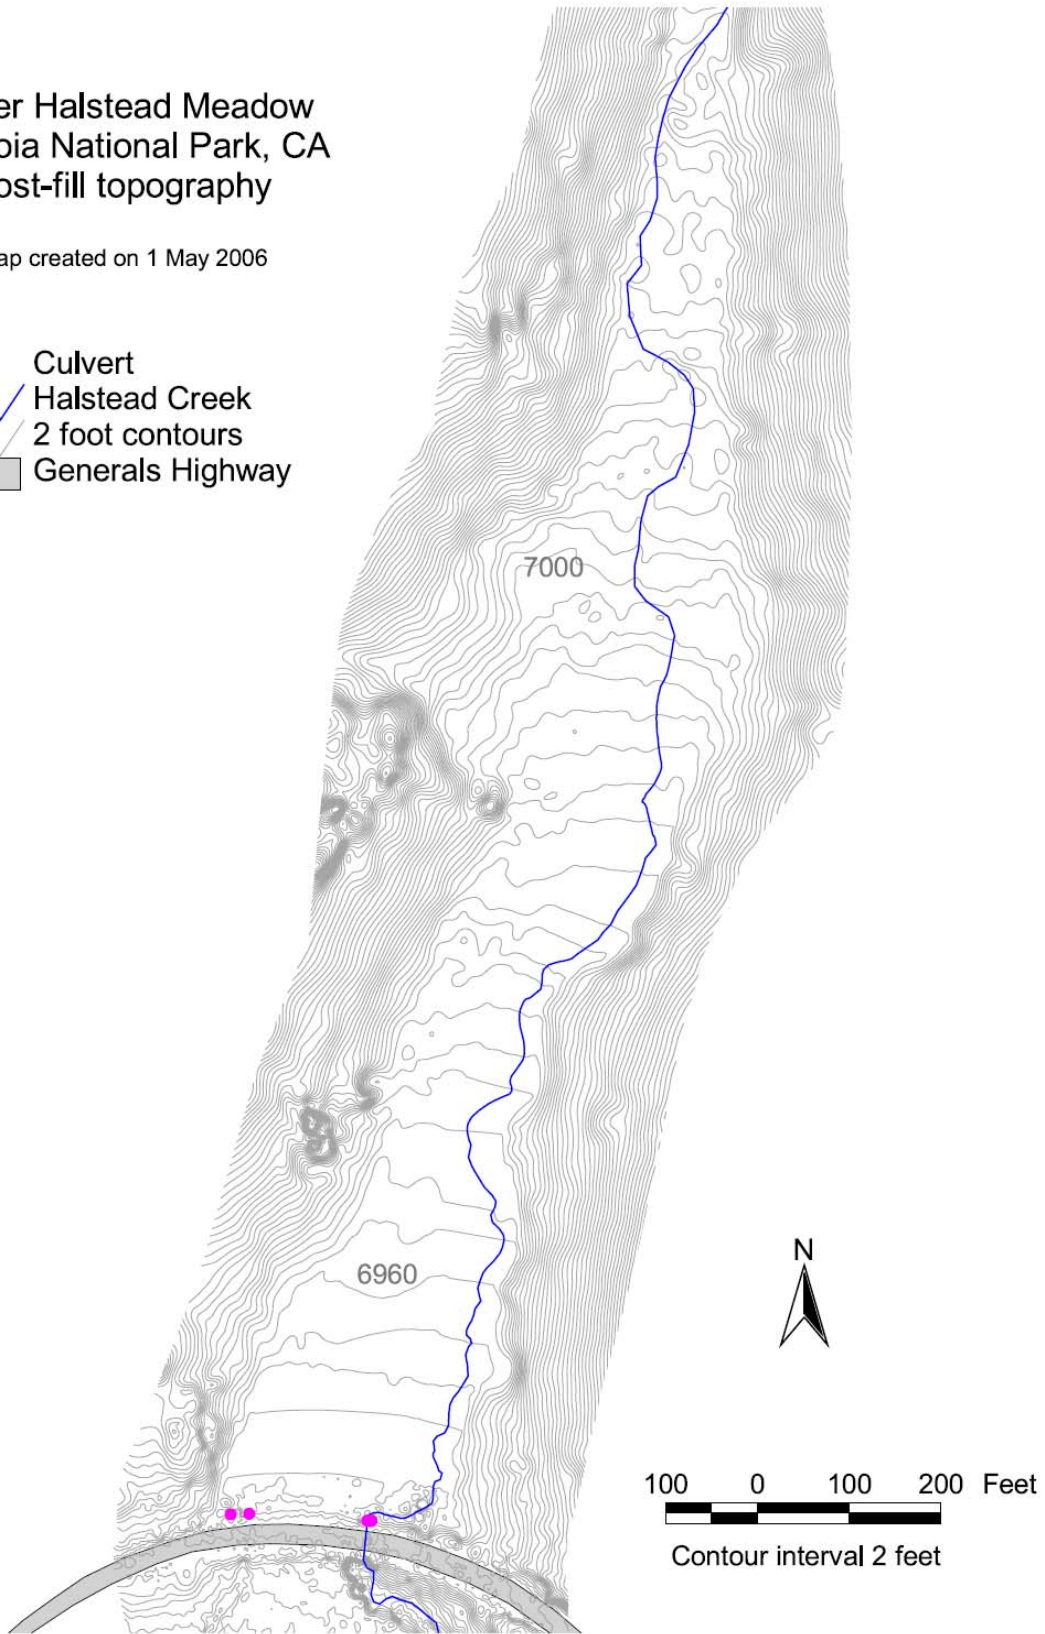 er Halstead Meadow
oia National Park, CA
ost-fill topography
ap created on 1 May 2006
Culvert
Halstead Creek
2 foot contours
Generals Highway
7000
6960
N
100 0 100 200 Feet
Contour interval 2 feet